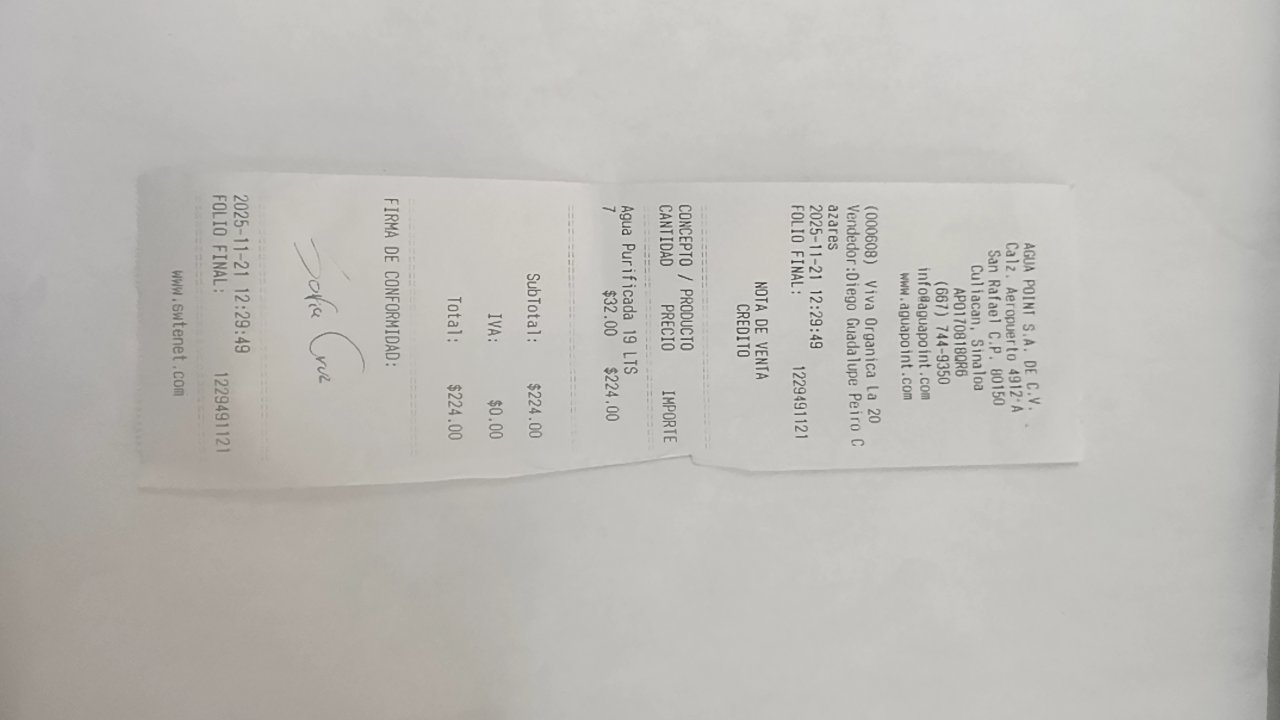 AGUA POINT S.A. DE C.V.
Calz. Aeropuerto 4912-A
San Rafael C.P. 80150
Culiacan, Sinaloa
APO170818QR6
(667) 744-9350
info@aguapoint.com
www.aguapoint.com
(000608) Viva Organica La 20
Vendedor:Diego Guadalupe Peiro C
azares
2025-11-21 12:29:49
FOLIO FINAL: 1229491121
NOTA DE VENTA
CREDITO
CONCEPTO / PRODUCTO
CANTIDAD PRECIO IMPORTE
Agua Purificada 19 LTS
7 $32.00 $224.00
SubTotal: $224.00
IVA: $0.00
Total: $224.00
FIRMA DE CONFORMIDAD:
Sofia Cruz
2025-11-21 12:29:49
FOLIO FINAL: 1229491121
www.swtenet.com